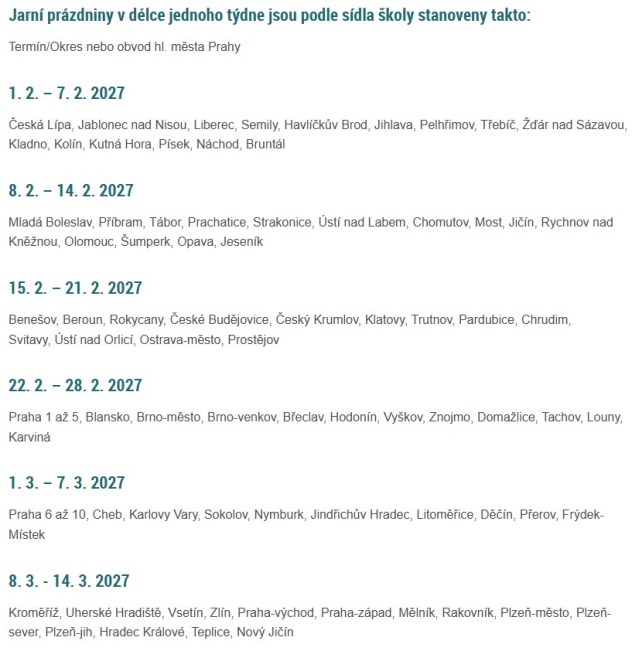 Jarní prázdniny v délce jednoho týdne jsou podle sídla školy stanoveny takto:
Termín/Okres nebo obvod hl. města Prahy
1. 2. – 7. 2. 2027
Česká Lípa, Jablonec nad Nisou, Liberec, Semily, Havlíčkův Brod, Jihlava, Pelhřimov, Třebíč, Žďár nad Sázavou,
Kladno, Kolín, Kutná Hora, Písek, Náchod, Bruntál
8. 2. – 14. 2. 2027
Mladá Boleslav, Příbram, Tábor, Prachatice, Strakonice, Ústí nad Labem, Chomutov, Most, Jičín, Rychnov nad
Kněžnou, Olomouc, Šumperk, Opava, Jeseník
15. 2. – 21. 2. 2027
Benešov, Beroun, Rokycany, České Budějovice, Český Krumlov, Klatovy, Trutnov, Pardubice, Chrudim,
Svitavy, Ústí nad Orlicí, Ostrava-město, Prostějov
22. 2. – 28. 2. 2027
Praha 1 až 5, Blansko, Brno-město, Brno-venkov, Břeclav, Hodonín, Vyškov, Znojmo, Domažlice, Tachov, Louny,
Karviná
1. 3. – 7. 3. 2027
Praha 6 až 10, Cheb, Karlovy Vary, Sokolov, Nymburk, Jindřichův Hradec, Litoměřice, Děčín, Přerov, Frýdek-
Místek
8. 3. - 14. 3. 2027
Kroměříž, Uherské Hradiště, Vsetín, Zlín, Praha-východ, Praha-západ, Mělník, Rakovník, Plzeň-město, Plzeň-
sever, Plzeň-jih, Hradec Králové, Teplice, Nový Jičín